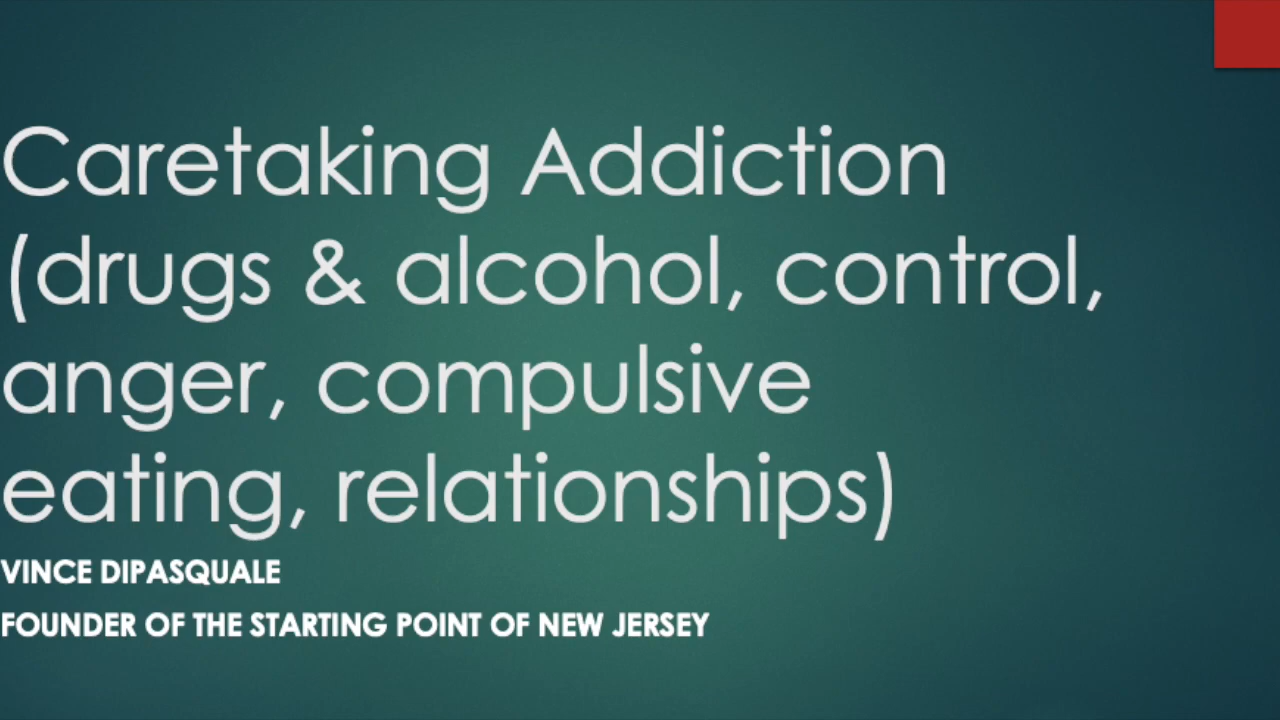 Caretaking Addiction
(drugs & alcohol, control,
anger, compulsive
eating, relationships)
VINCE DIPASQUALE
FOUNDER OF THE STARTING POINT OF NEW JERSEY